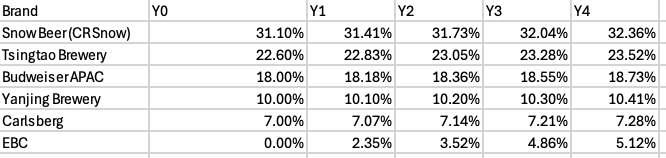 Brand Y0 Y1 Y2 Y3 Y4
Snow Beer (CR Snow) 31.10% 31.41% 31.73% 32.04% 32.36%
Tsingtao Brewery 22.60% 22.83% 23.05% 23.28% 23.52%
Budweiser APAC 18.00% 18.18% 18.36% 18.55% 18.73%
Yanjing Brewery 10.00% 10.10% 10.20% 10.30% 10.41%
Carlsberg 7.00% 7.07% 7.14% 7.21% 7.28%
EBC 0.00% 2.35% 3.52% 4.86% 5.12%